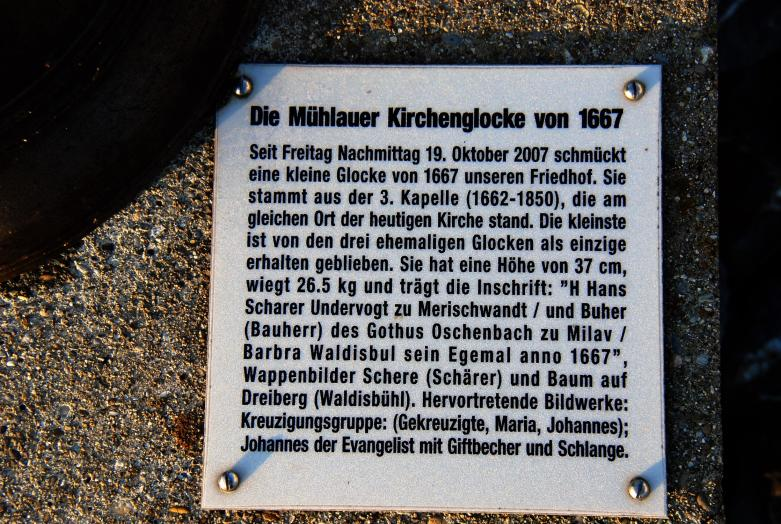 Die Mühlauer Kirchenglocke von 1667
Seit Freitag Nachmittag 19. Oktober 2007 schmückt
eine kleine Glocke von 1667 unseren Friedhof. Sie
stammt aus der 3. Kapelle (1662-1850), die am
gleichen Ort der heutigen Kirche stand. Die kleinste
ist von den drei ehemaligen Glocken als einzige
erhalten geblieben. Sie hat eine Höhe von 37 cm,
wiegt 26.5 kg und trägt die Inschrift: ”H Hans
Scharer Undervogt zu Merischwandt / und Buher
(Bauherr) des Gothus Oschenbach zu Milav /
Barbra Waldisbul sein Egemal anno 1667”,
Wappenbilder Schere (Schärer) und Baum auf
Dreiberg (Waldisbühl). Hervortretende Bildwerke:
Kreuzigungsgruppe: (Gekreuzigte, Maria, Johannes);
Johannes der Evangelist mit Giftbecher und Schlange.